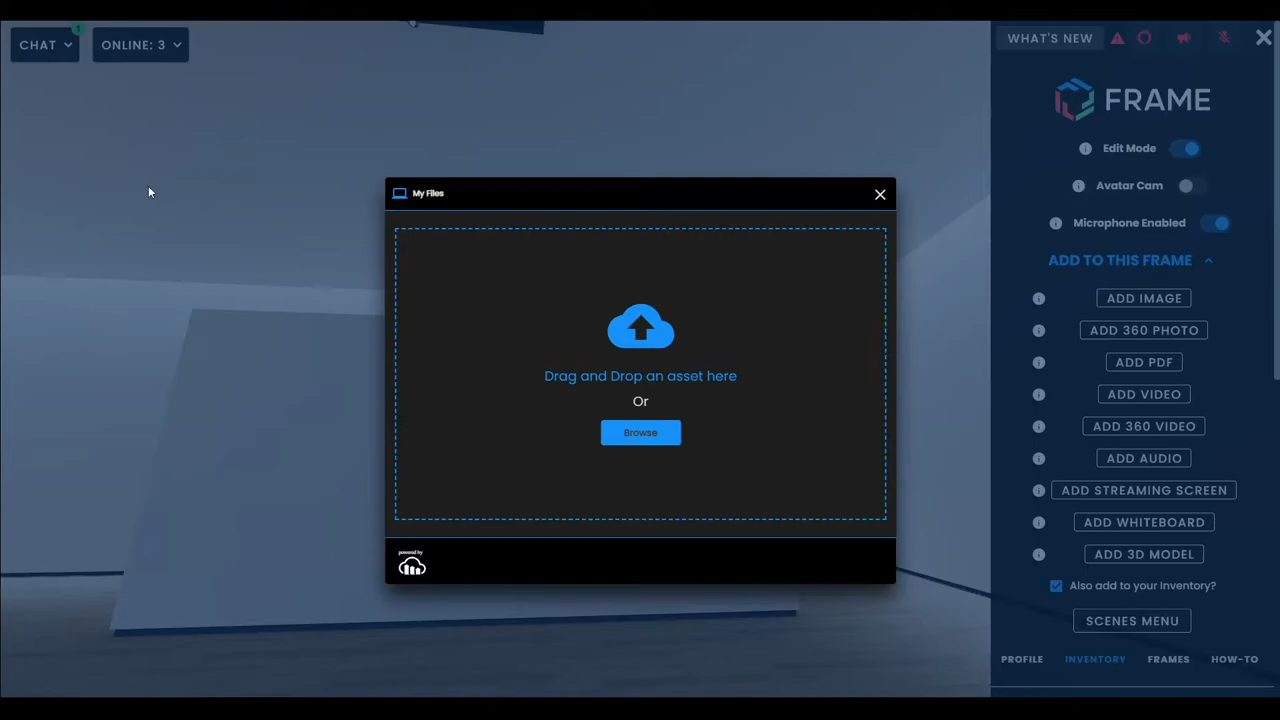 CHAT
1
ONLINE: 3
WHAT'S NEW
FRAME
Edit Mode
Avatar Cam
Microphone Enabled
ADD TO THIS FRAME
ADD IMAGE
ADD 360 PHOTO
ADD PDF
ADD VIDEO
ADD 360 VIDEO
ADD AUDIO
ADD STREAMING SCREEN
ADD WHITEBOARD
ADD 3D MODEL
Also add to your Inventory?
SCENES MENU
PROFILE INVENTORY FRAMES HOW-TO
My Files
Drag and Drop an asset here
Or
Browse
powered by